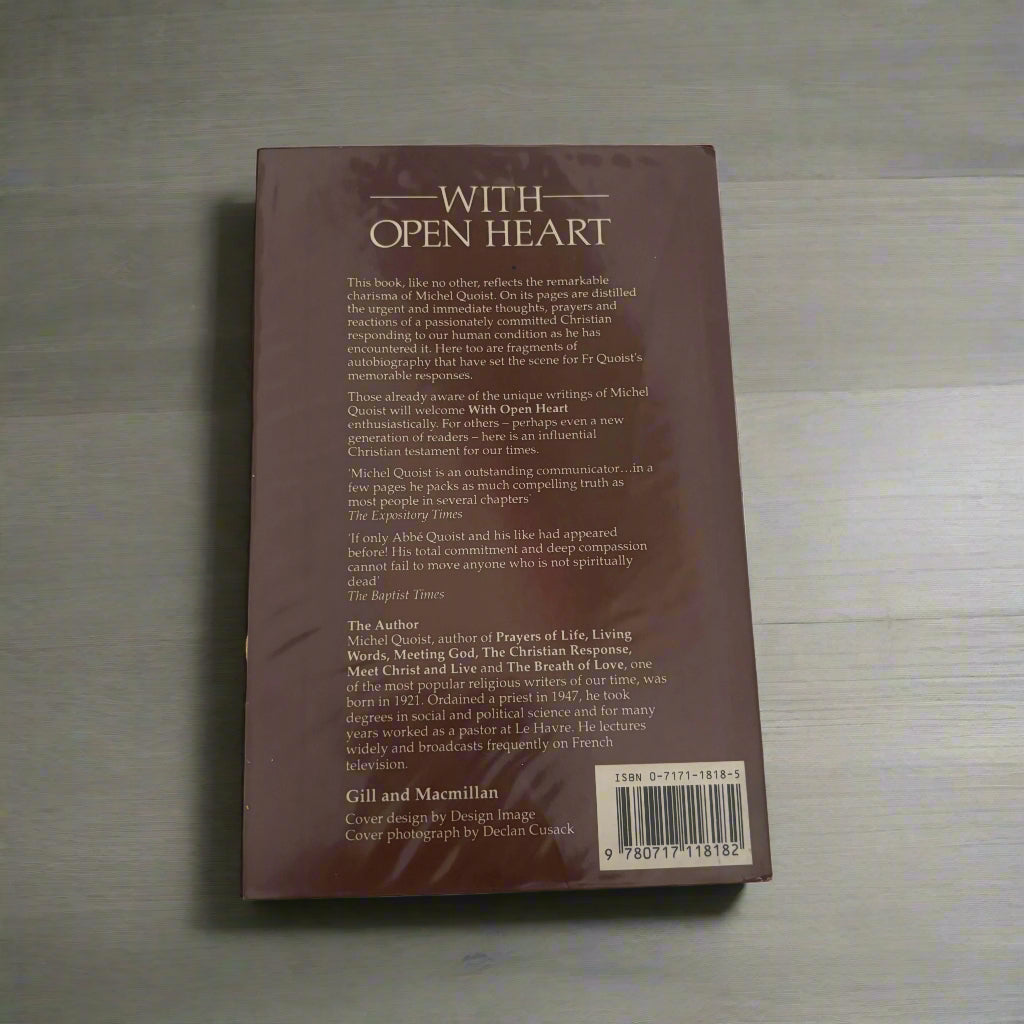 WITH
OPEN HEART
This book, like no other, reflects the remarkable
charisma of Michel Quoist. On its pages are distilled
the urgent and immediate thoughts, prayers and
reactions of a passionately committed Christian
responding to our human condition as he has
encountered it. Here too are fragments of
autobiography that have set the scene for Fr Quoist's
memorable responses.
Those already aware of the unique writings of Michel
Quoist will welcome With Open Heart
enthusiastically. For others – perhaps even a new
generation of readers – here is an influential
Christian testament for our times.
'Michel Quoist is an outstanding communicator...in a
few pages he packs as much compelling truth as
most people in several chapters'
The Expository Times
'If only Abbé Quoist and his like had appeared
before! His total commitment and deep compassion
cannot fail to move anyone who is not spiritually
dead'
The Baptist Times
The Author
Michel Quoist, author of Prayers of Life, Living
Words, Meeting God, The Christian Response,
Meet Christ and Live and The Breath of Love, one
of the most popular religious writers of our time, was
born in 1921. Ordained a priest in 1947, he took
degrees in social and political science and for many
years worked as a pastor at Le Havre. He lectures
widely and broadcasts frequently on French
television.
Gill and Macmillan
Cover design by Design Image
Cover photograph by Declan Cusack
ISBN 0-7171-1818-5
9 780717 118182